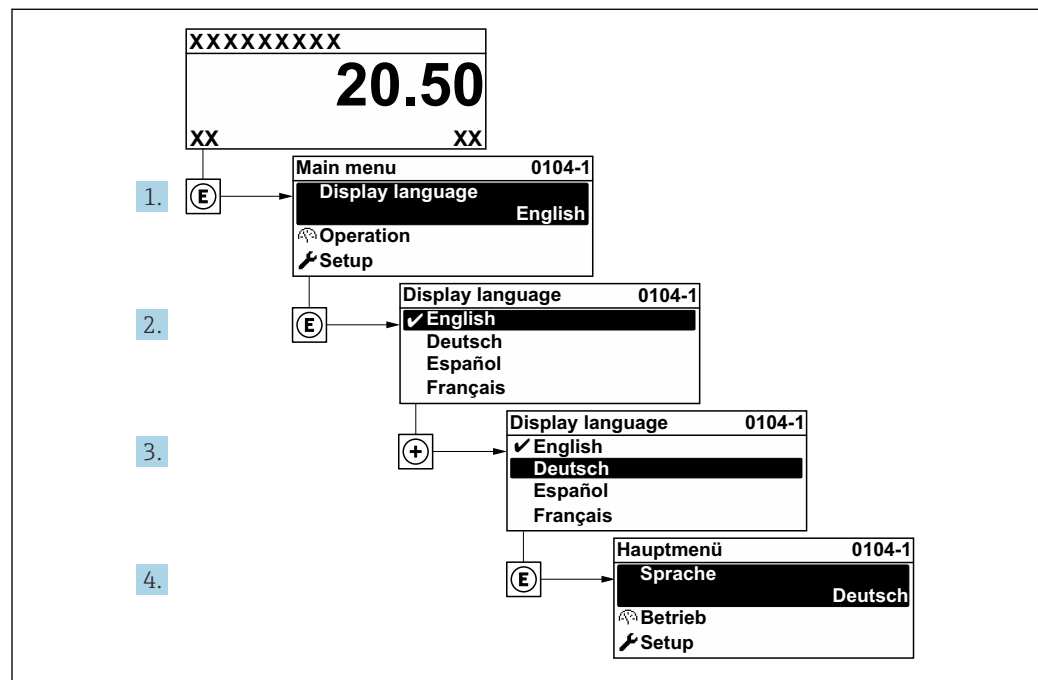 XXXXXXXXX
20.50
XX XX
1. E
Main menu 0104-1
Display language
English
Operation
Setup
2. E
Display language 0104-1
✔English
Deutsch
Español
Français
3. +
Display language 0104-1
✔English
Deutsch
Español
Français
4. E
Hauptmenü 0104-1
Sprache
Deutsch
Betrieb
Setup